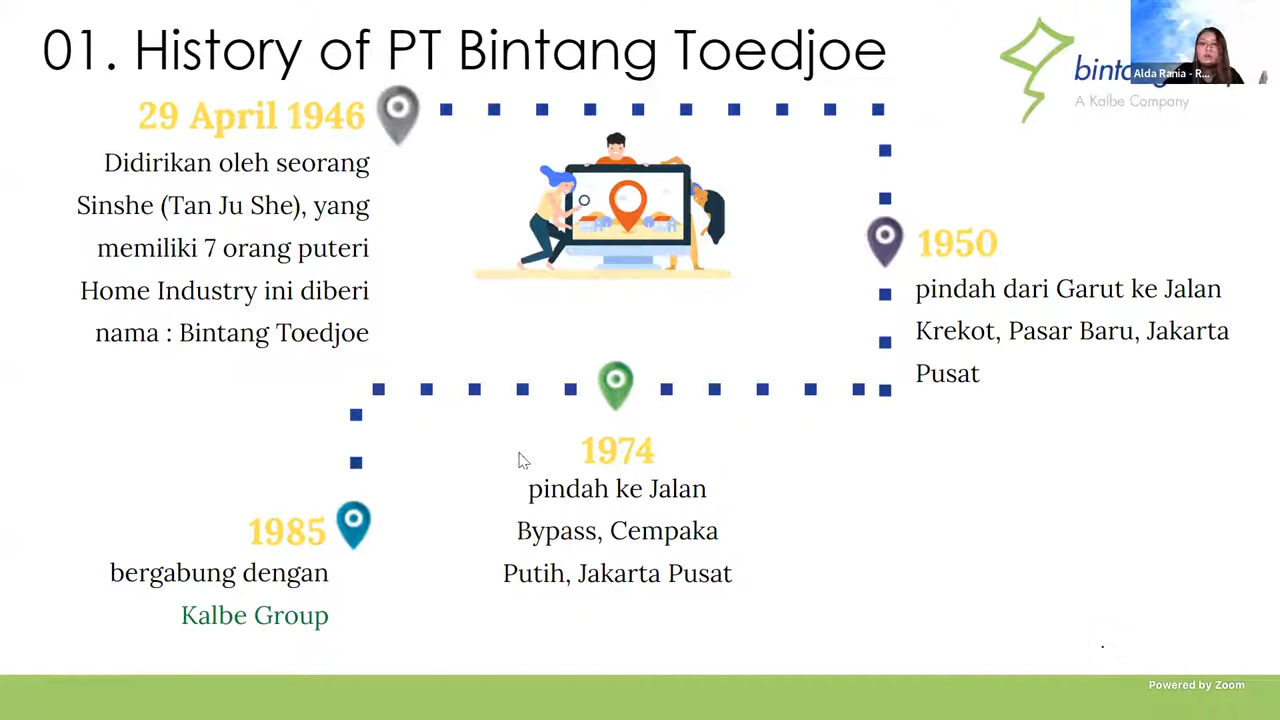 01. History of PT Bintang Toedjoe
A Kalbe Company
Alda Rania - R...
29 April 1946
Didirikan oleh seorang
Sinshe (Tan Ju She), yang
memiliki 7 orang puteri
Home Industry ini diberi
nama : Bintang Toedjoe
1950
pindah dari Garut ke Jalan
Krekot, Pasar Baru, Jakarta
Pusat
1974
pindah ke Jalan
Bypass, Cempaka
Putih, Jakarta Pusat
1985
bergabung dengan
Kalbe Group
Powered by Zoom